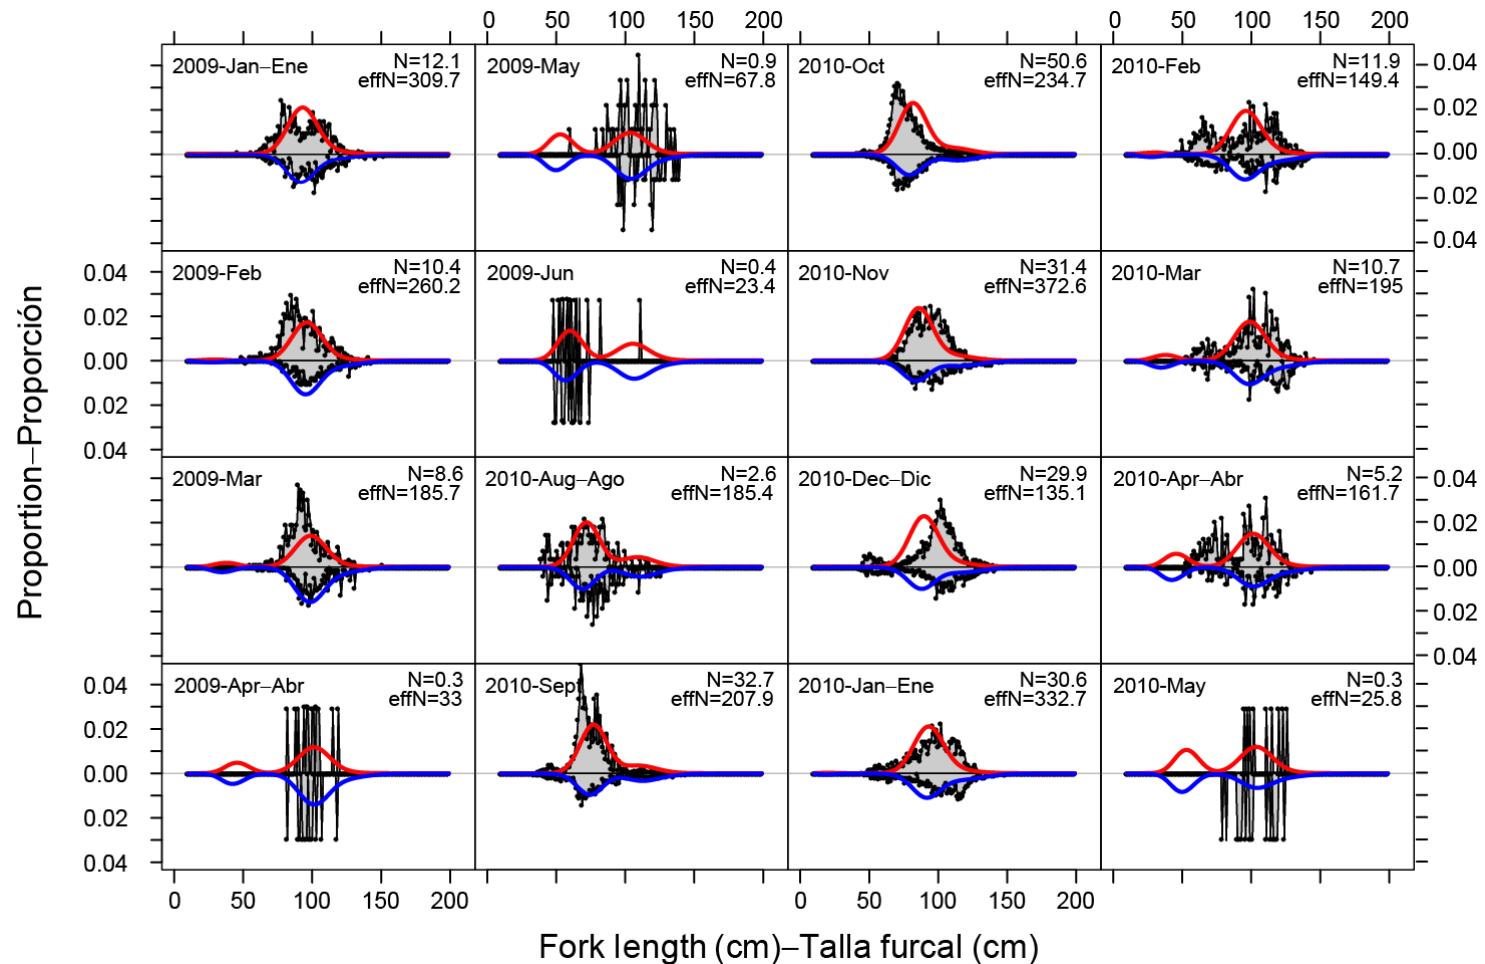 0 50 100 150 200 0 50 100 150 200
2009-Jan–Ene N=12.1
effN=309.7
2009-May N=0.9
effN=67.8
2010-Oct N=50.6
effN=234.7
2010-Feb N=11.9
effN=149.4
0.04
0.02
0.00
0.02
0.04
0.04
0.02
0.00
0.02
0.04
2009-Feb N=10.4
effN=260.2
2009-Jun N=0.4
effN=23.4
2010-Nov N=31.4
effN=372.6
2010-Mar N=10.7
effN=195
2009-Mar N=8.6
effN=185.7
2010-Aug–Ago N=2.6
effN=185.4
2010-Dec–Dic N=29.9
effN=135.1
2010-Apr–Abr N=5.2
effN=161.7
0.04
0.02
0.00
0.02
0.04
0.04
0.02
0.00
0.02
0.04
2009-Apr–Abr N=0.3
effN=33
2010-Sept N=32.7
effN=207.9
2010-Jan–Ene N=30.6
effN=332.7
2010-May N=0.3
effN=25.8
0 50 100 150 200 0 50 100 150 200
Proportion–Proporción
Fork length (cm)–Talla furcal (cm)